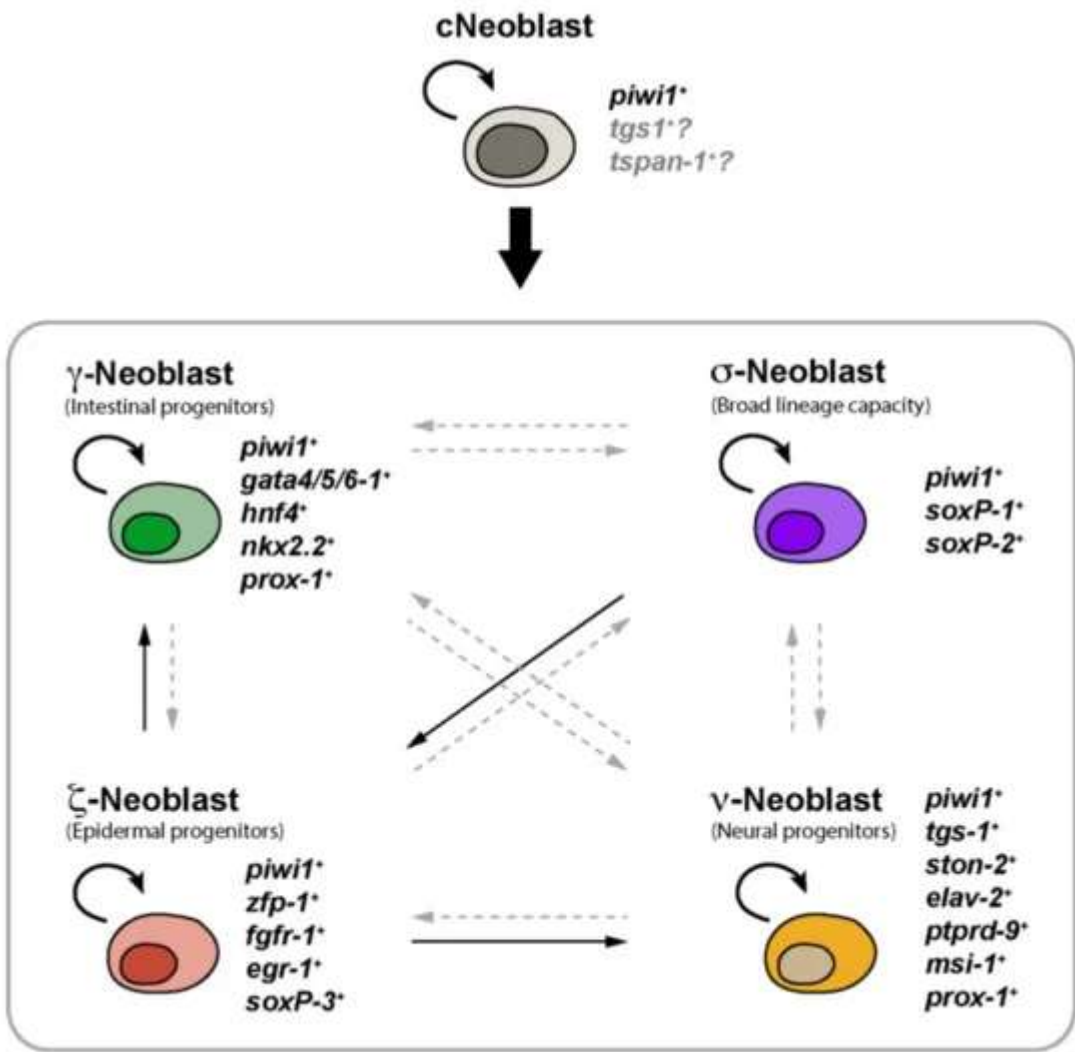 cNeoblast
piwi1⁺
tgs1⁺?
tspan-1⁺?
γ-Neoblast
(Intestinal progenitors)
piwi1⁺
gata4/5/6-1⁺
hnf4⁺
nkx2.2⁺
prox-1⁺
σ-Neoblast
(Broad lineage capacity)
piwi1⁺
soxP-1⁺
soxP-2⁺
ζ-Neoblast
(Epidermal progenitors)
piwi1⁺
zfp-1⁺
fgfr-1⁺
egr-1⁺
soxP-3⁺
ν-Neoblast
(Neural progenitors)
piwi1⁺
tgs-1⁺
ston-2⁺
elav-2⁺
ptprd-9⁺
msi-1⁺
prox-1⁺